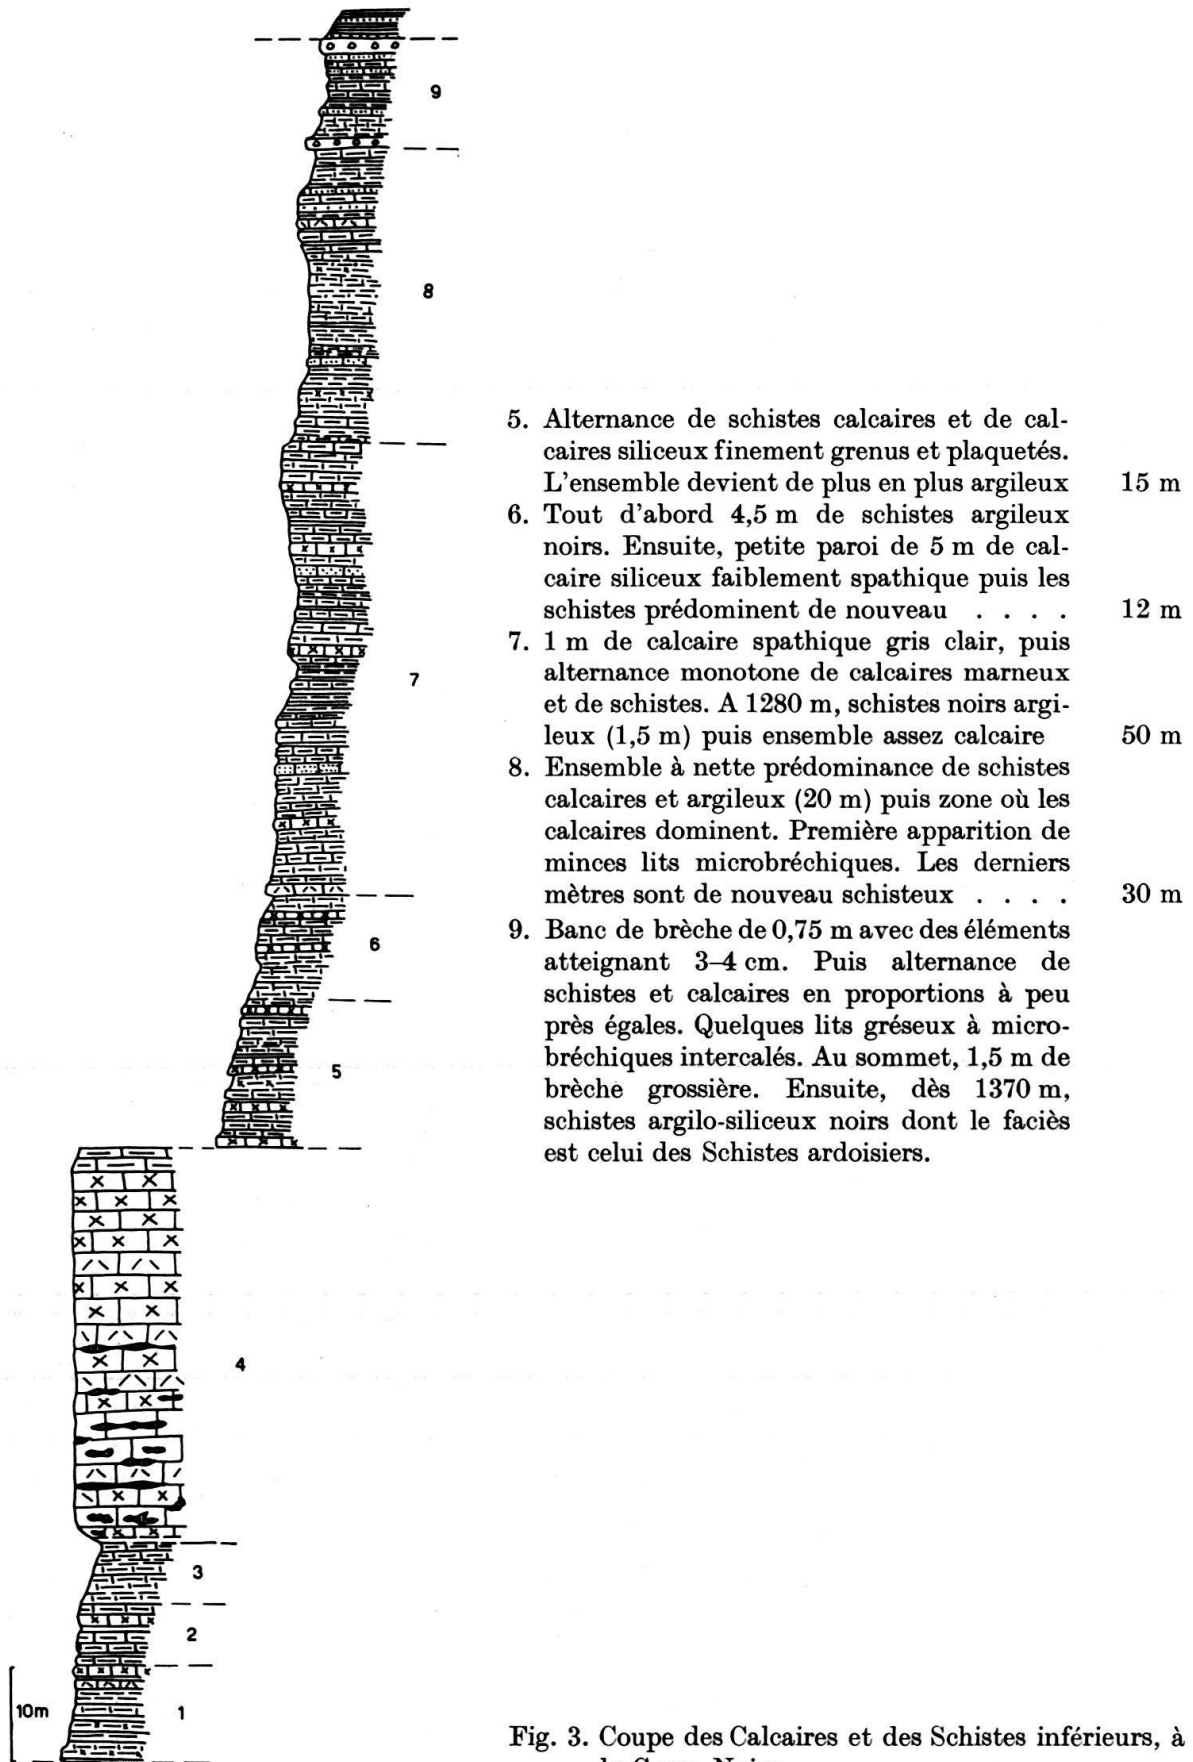 9
8
7
6
5
4
3
2
1
10m
5. Alternance de schistes calcaires et de cal-
caires siliceux finement grenus et plaquetés.
L'ensemble devient de plus en plus argileux 15 m
6. Tout d'abord 4,5 m de schistes argileux
noirs. Ensuite, petite paroi de 5 m de cal-
caire siliceux faiblement spathique puis les
schistes prédominent de nouveau . . . . 12 m
7. 1 m de calcaire spathique gris clair, puis
alternance monotone de calcaires marneux
et de schistes. A 1280 m, schistes noirs argi-
leux (1,5 m) puis ensemble assez calcaire 50 m
8. Ensemble à nette prédominance de schistes
calcaires et argileux (20 m) puis zone où les
calcaires dominent. Première apparition de
minces lits microbréchiques. Les derniers
mètres sont de nouveau schisteux . . . . 30 m
9. Banc de brèche de 0,75 m avec des éléments
atteignant 3–4 cm. Puis alternance de
schistes et calcaires en proportions à peu
près égales. Quelques lits gréseux à micro-
bréchiques intercalés. Au sommet, 1,5 m de
brèche grossière. Ensuite, dès 1370 m,
schistes argilo-siliceux noirs dont le faciès
est celui des Schistes ardoisiers.
Fig. 3. Coupe des Calcaires et des Schistes inférieurs, à